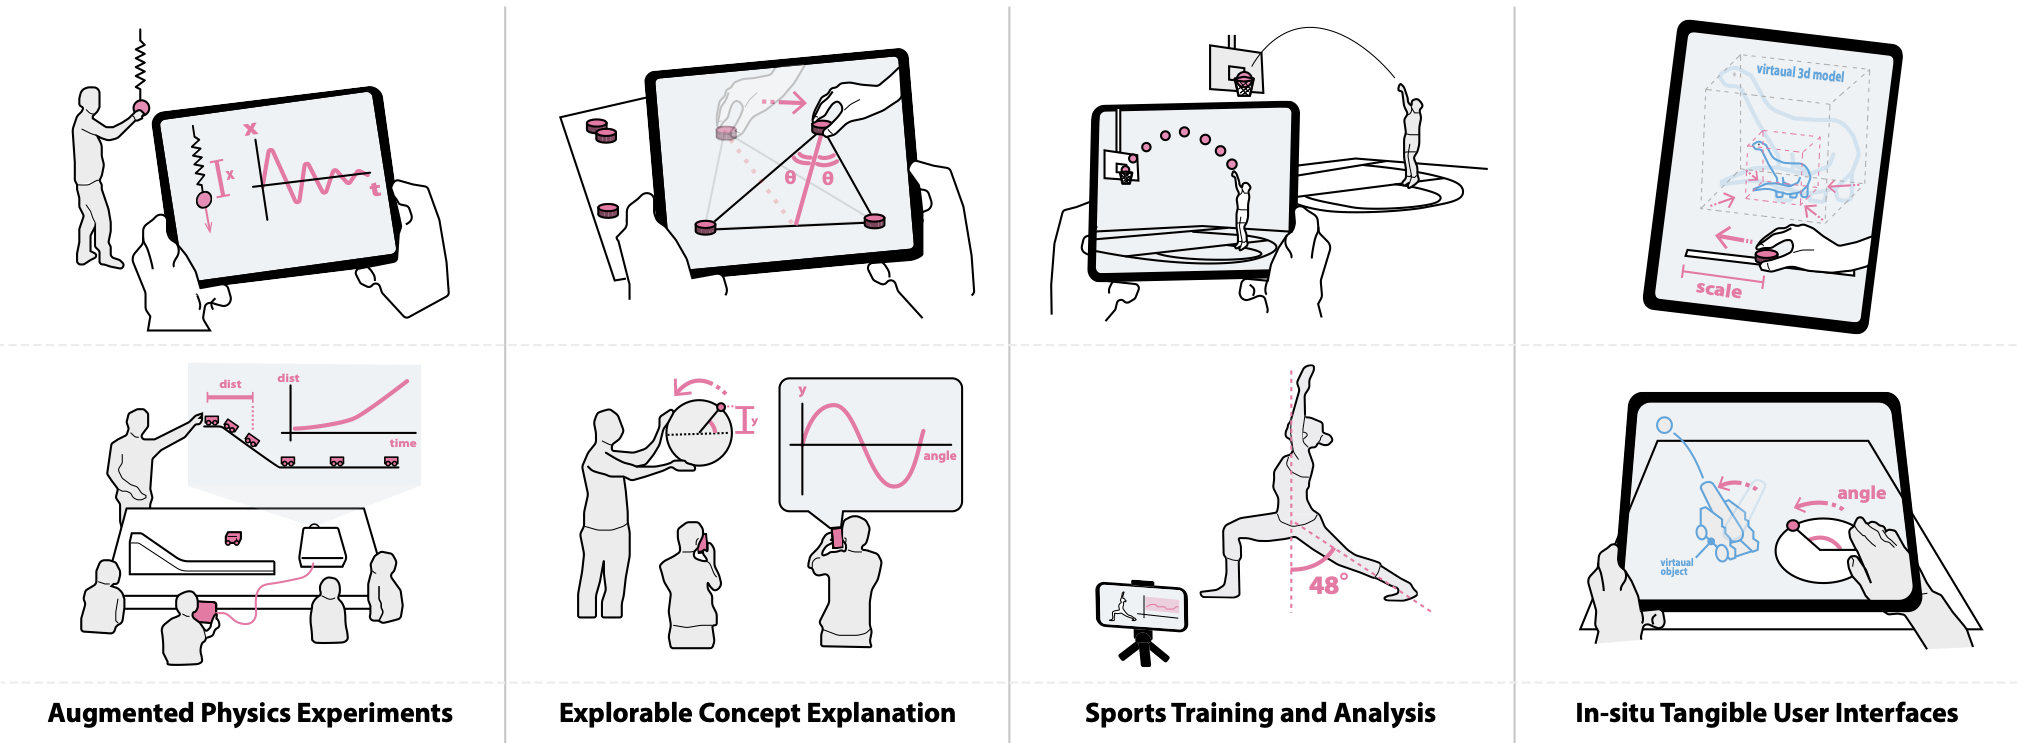 x
x
t
θ
θ
virtaual 3d model
scale
dist
dist
time
y
y
angle
48°
angle
virtaual
object
Augmented Physics Experiments
Explorable Concept Explanation
Sports Training and Analysis
In-situ Tangible User Interfaces